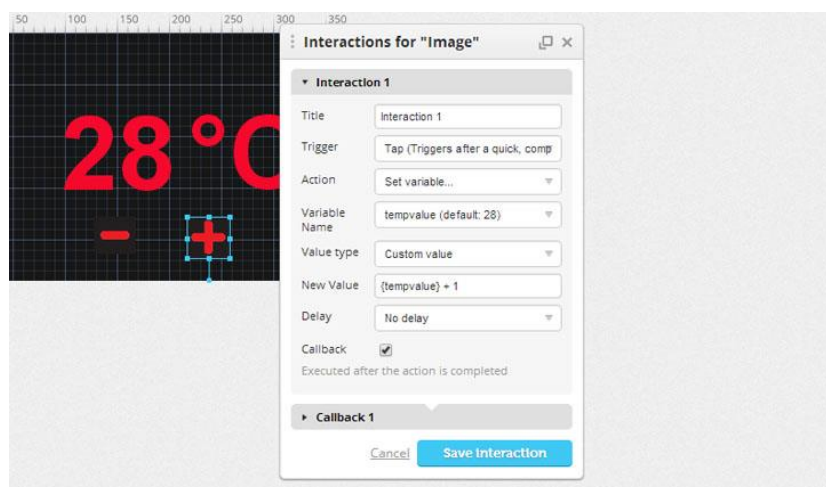 50 100 150 200 250 300 350
Interactions for "Image"
Interaction 1
Title Interaction 1
Trigger Tap (Triggers after a quick, comp
Action Set variable...
Variable Name tempvalue (default: 28)
Value type Custom value
New Value {tempvalue} + 1
Delay No delay
Callback
Executed after the action is completed
Callback 1
Cancel Save Interaction
28 °C